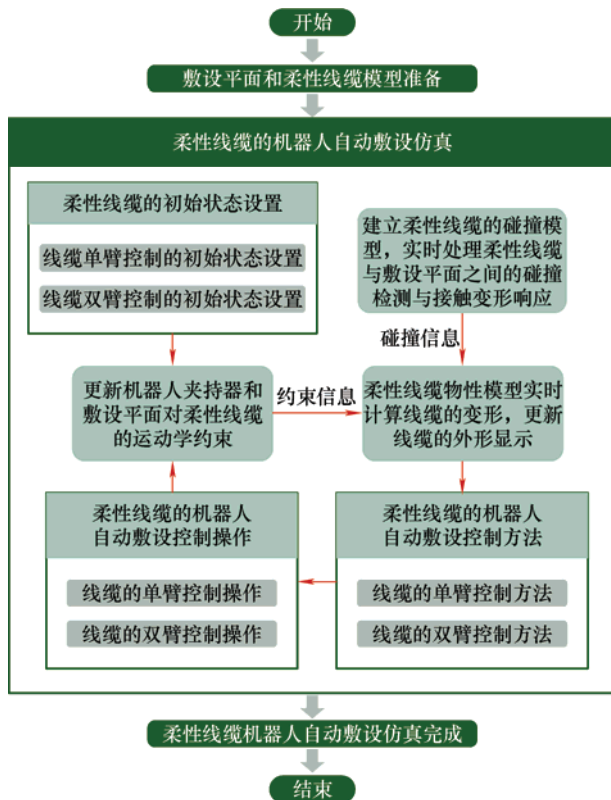 开始
敷设平面和柔性线缆模型准备
柔性线缆的机器人自动敷设仿真
柔性线缆的初始状态设置
线缆单臂控制的初始状态设置
线缆双臂控制的初始状态设置
建立柔性线缆的碰撞模
型，实时处理柔性线缆
与敷设平面之间的碰撞
检测与接触变形响应
碰撞信息
更新机器人夹持器和
敷设平面对柔性线缆
的运动学约束
约束信息
柔性线缆物性模型实时
计算线缆的变形，更新
线缆的外形显示
柔性线缆的机器人
自动敷设控制操作
线缆的单臂控制操作
线缆的双臂控制操作
柔性线缆的机器人
自动敷设控制方法
线缆的单臂控制方法
线缆的双臂控制方法
柔性线缆机器人自动敷设仿真完成
结束